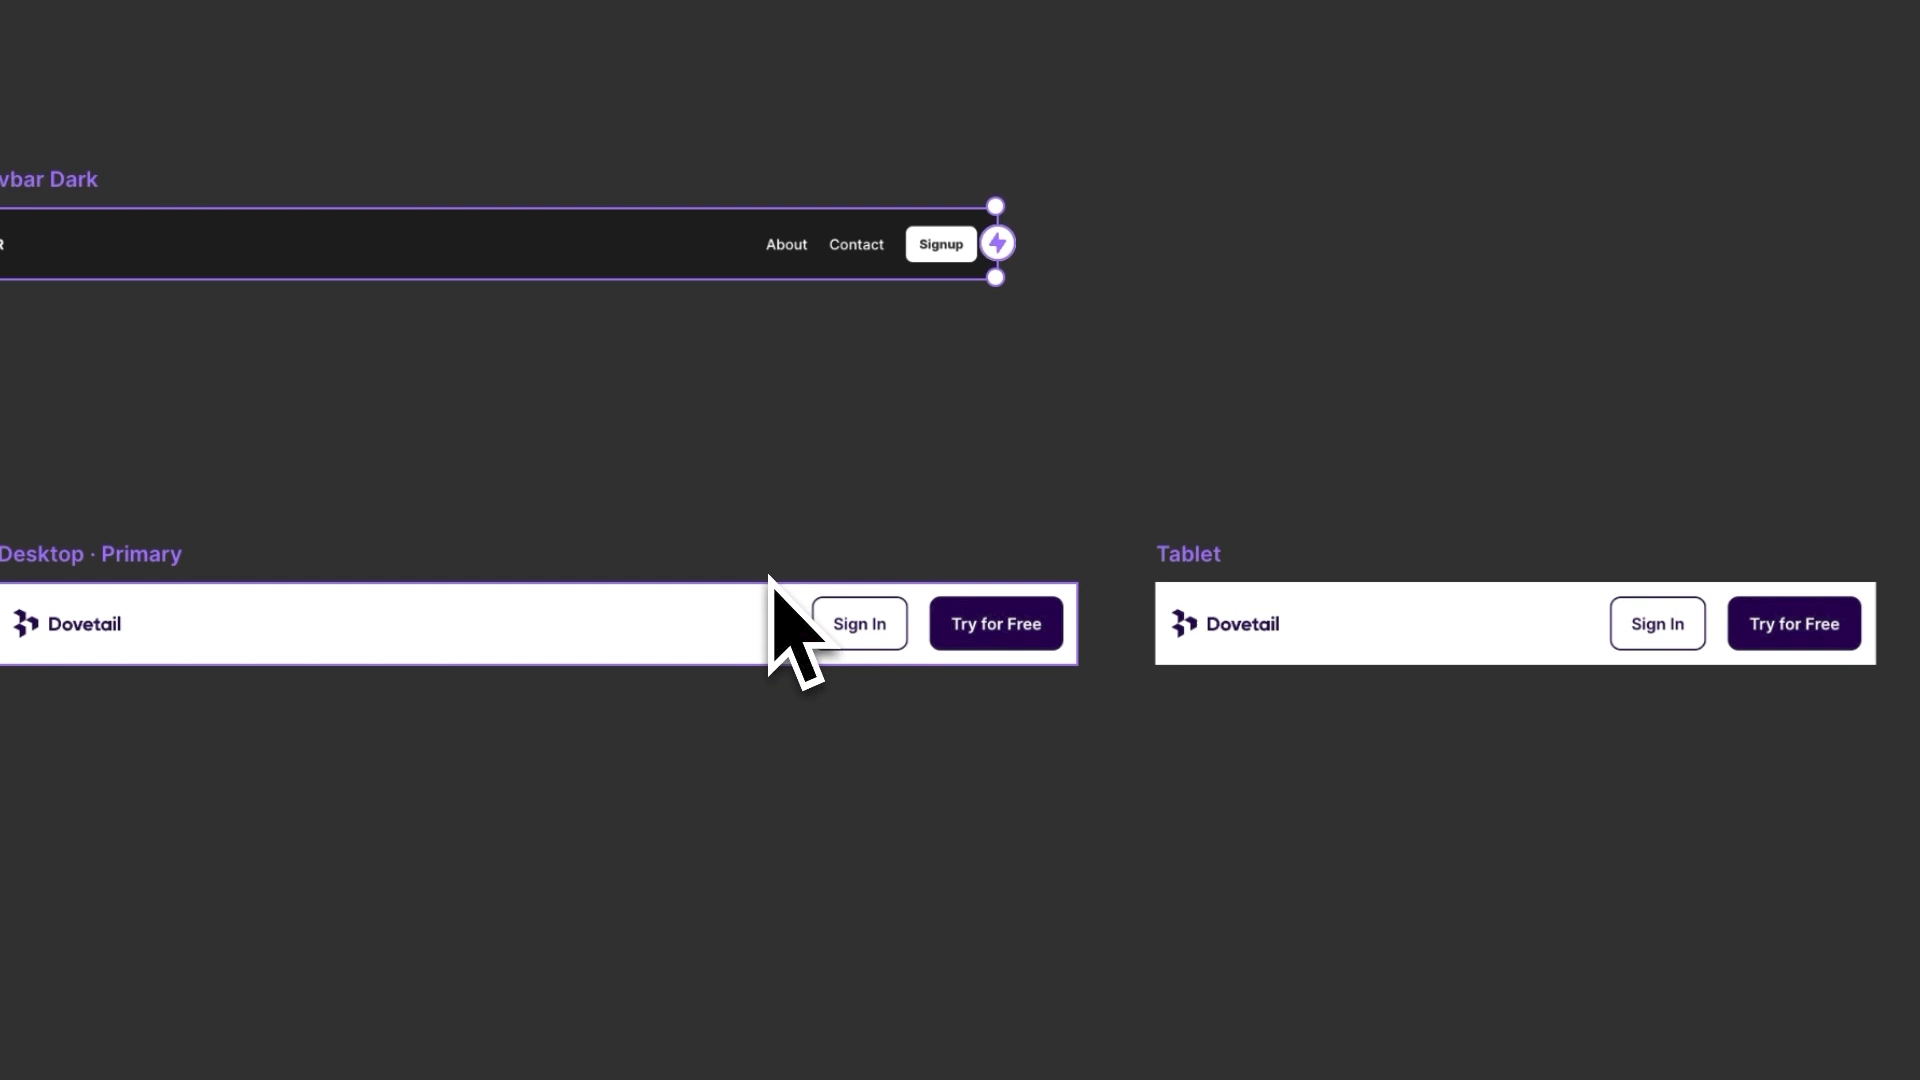 vbar Dark
R
About Contact Signup
Desktop · Primary
Tablet
Dovetail Sign In Try for Free
Dovetail Sign In Try for Free